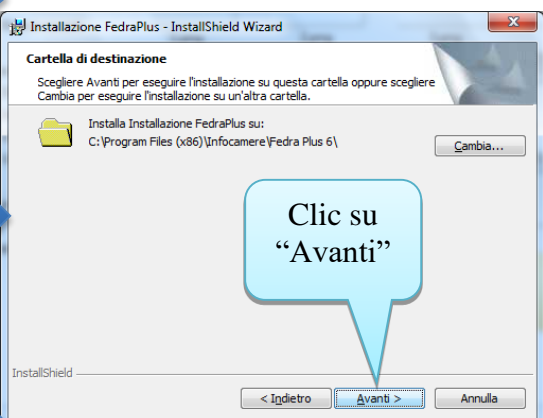 Installazione FedraPlus - InstallShield Wizard
Cartella di destinazione
Scegliere Avanti per eseguire l'installazione su questa cartella oppure scegliere
Cambia per eseguire l'installazione su un'altra cartella.
Installa Installazione FedraPlus su:
C:\Program Files (x86)\Infocamere\Fedra Plus 6\
Cambia...
Clic su
“Avanti”
InstallShield
< Indietro
Avanti >
Annulla